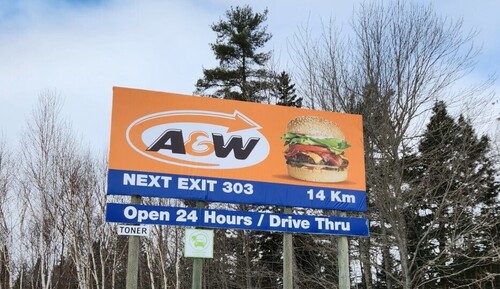 A&W
NEXT EXIT 303 14 Km
Open 24 Hours / Drive Thru
TONER